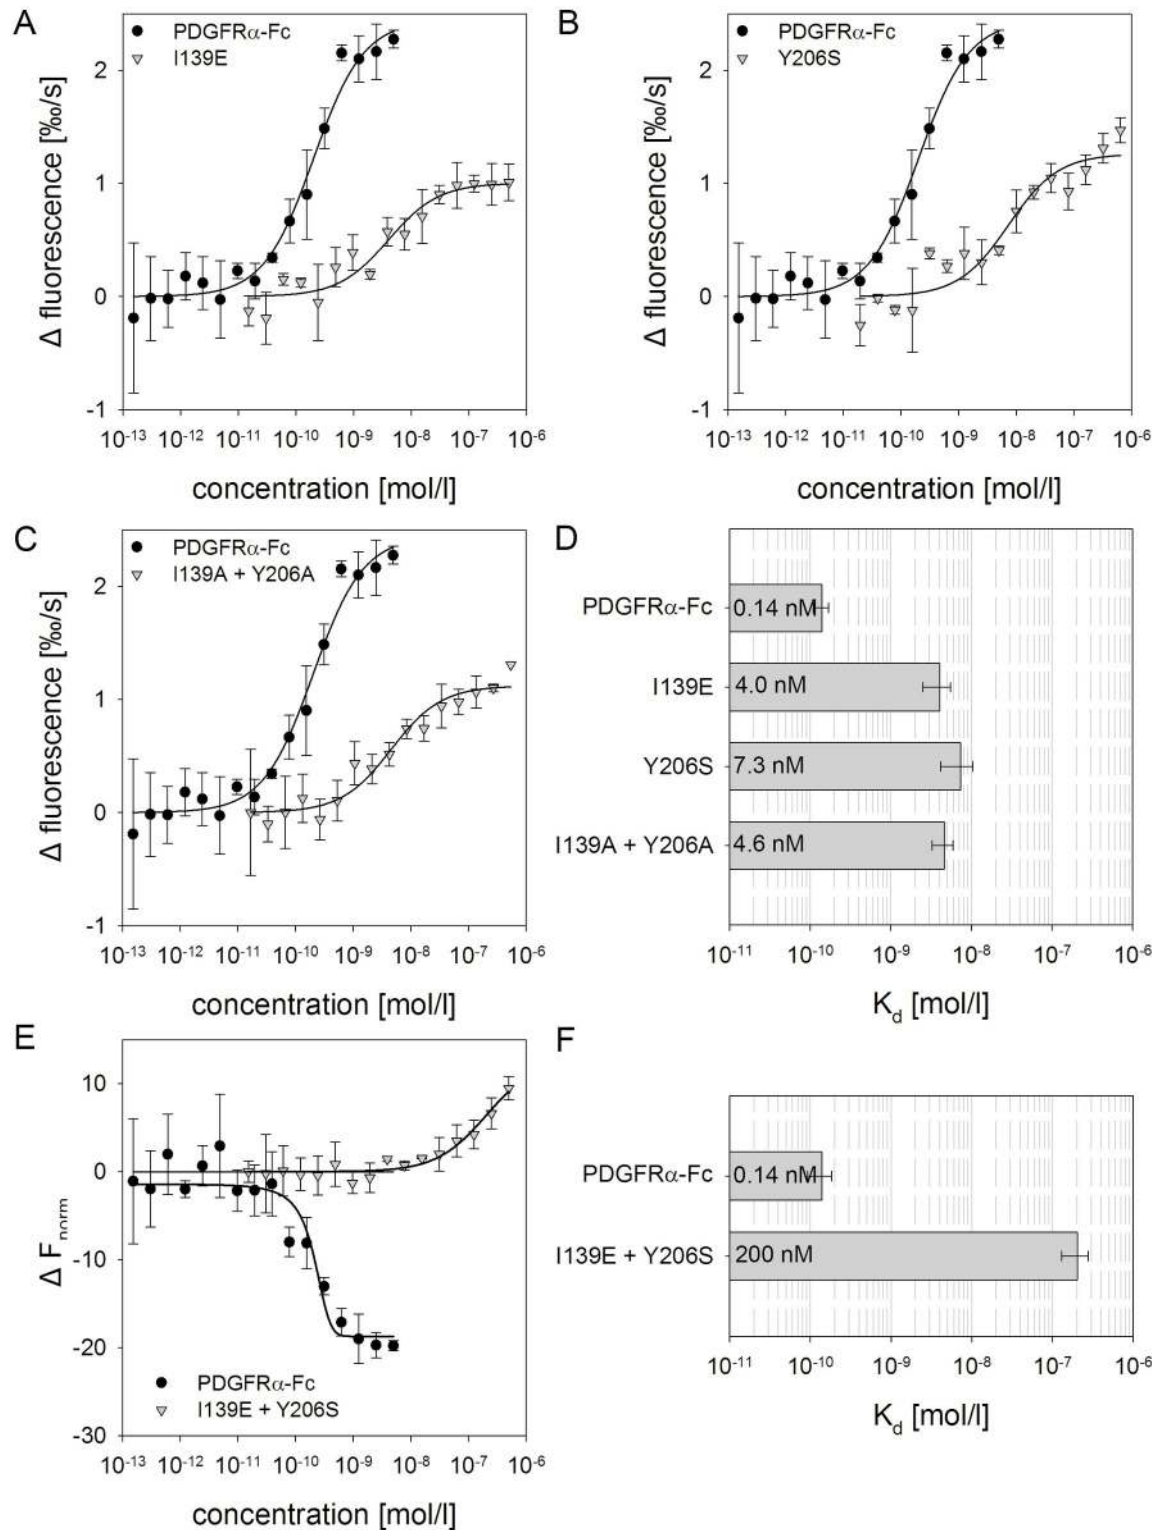 A
PDGFRα-Fc
I139E
Δ fluorescence [‰/s]
2
1
0
-1
10⁻¹³ 10⁻¹² 10⁻¹¹ 10⁻¹⁰ 10⁻⁹ 10⁻⁸ 10⁻⁷ 10⁻⁶
concentration [mol/l]
B
PDGFRα-Fc
Y206S
Δ fluorescence [‰/s]
2
1
0
-1
10⁻¹³ 10⁻¹² 10⁻¹¹ 10⁻¹⁰ 10⁻⁹ 10⁻⁸ 10⁻⁷ 10⁻⁶
concentration [mol/l]
C
PDGFRα-Fc
I139A + Y206A
Δ fluorescence [‰/s]
2
1
0
-1
10⁻¹³ 10⁻¹² 10⁻¹¹ 10⁻¹⁰ 10⁻⁹ 10⁻⁸ 10⁻⁷ 10⁻⁶
concentration [mol/l]
D
PDGFRα-Fc 0.14 nM
I139E 4.0 nM
Y206S 7.3 nM
I139A + Y206A 4.6 nM
10⁻¹¹ 10⁻¹⁰ 10⁻⁹ 10⁻⁸ 10⁻⁷ 10⁻⁶
K_d [mol/l]
E
Δ F_norm
10
0
-10
-20
-30
PDGFRα-Fc
I139E + Y206S
10⁻¹³ 10⁻¹² 10⁻¹¹ 10⁻¹⁰ 10⁻⁹ 10⁻⁸ 10⁻⁷ 10⁻⁶
concentration [mol/l]
F
PDGFRα-Fc 0.14 nM
I139E + Y206S 200 nM
10⁻¹¹ 10⁻¹⁰ 10⁻⁹ 10⁻⁸ 10⁻⁷ 10⁻⁶
K_d [mol/l]